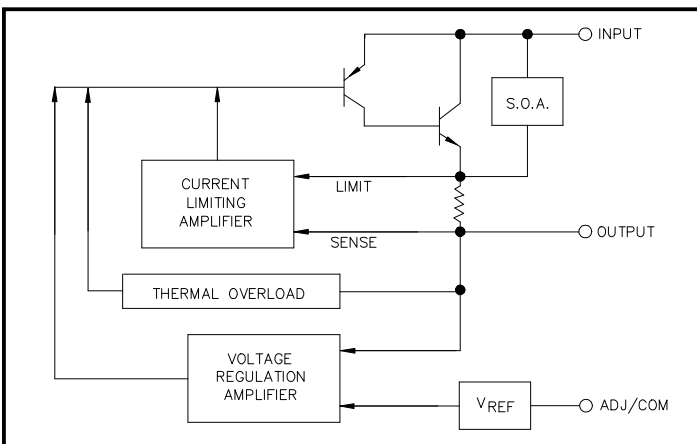 INPUT
S.O.A.
CURRENT
LIMITING
AMPLIFIER
LIMIT
SENSE
OUTPUT
THERMAL OVERLOAD
VOLTAGE
REGULATION
AMPLIFIER
VREF
ADJ/COM